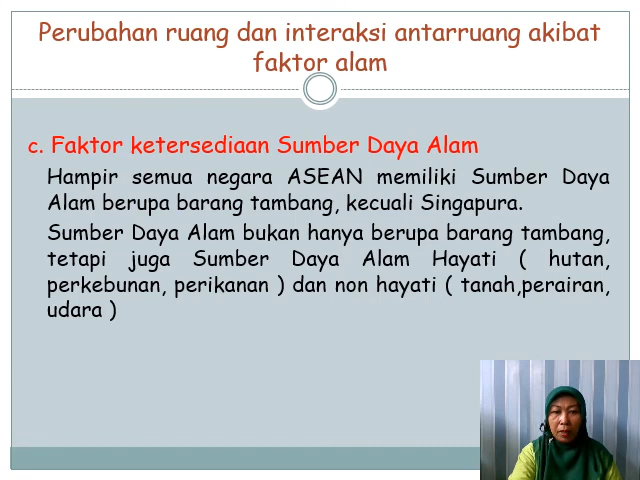 Perubahan ruang dan interaksi antarruang akibat
faktor alam
c. Faktor ketersediaan Sumber Daya Alam
Hampir semua negara ASEAN memiliki Sumber Daya
Alam berupa barang tambang, kecuali Singapura.
Sumber Daya Alam bukan hanya berupa barang tambang,
tetapi juga Sumber Daya Alam Hayati ( hutan,
perkebunan, perikanan ) dan non hayati ( tanah,perairan,
udara )